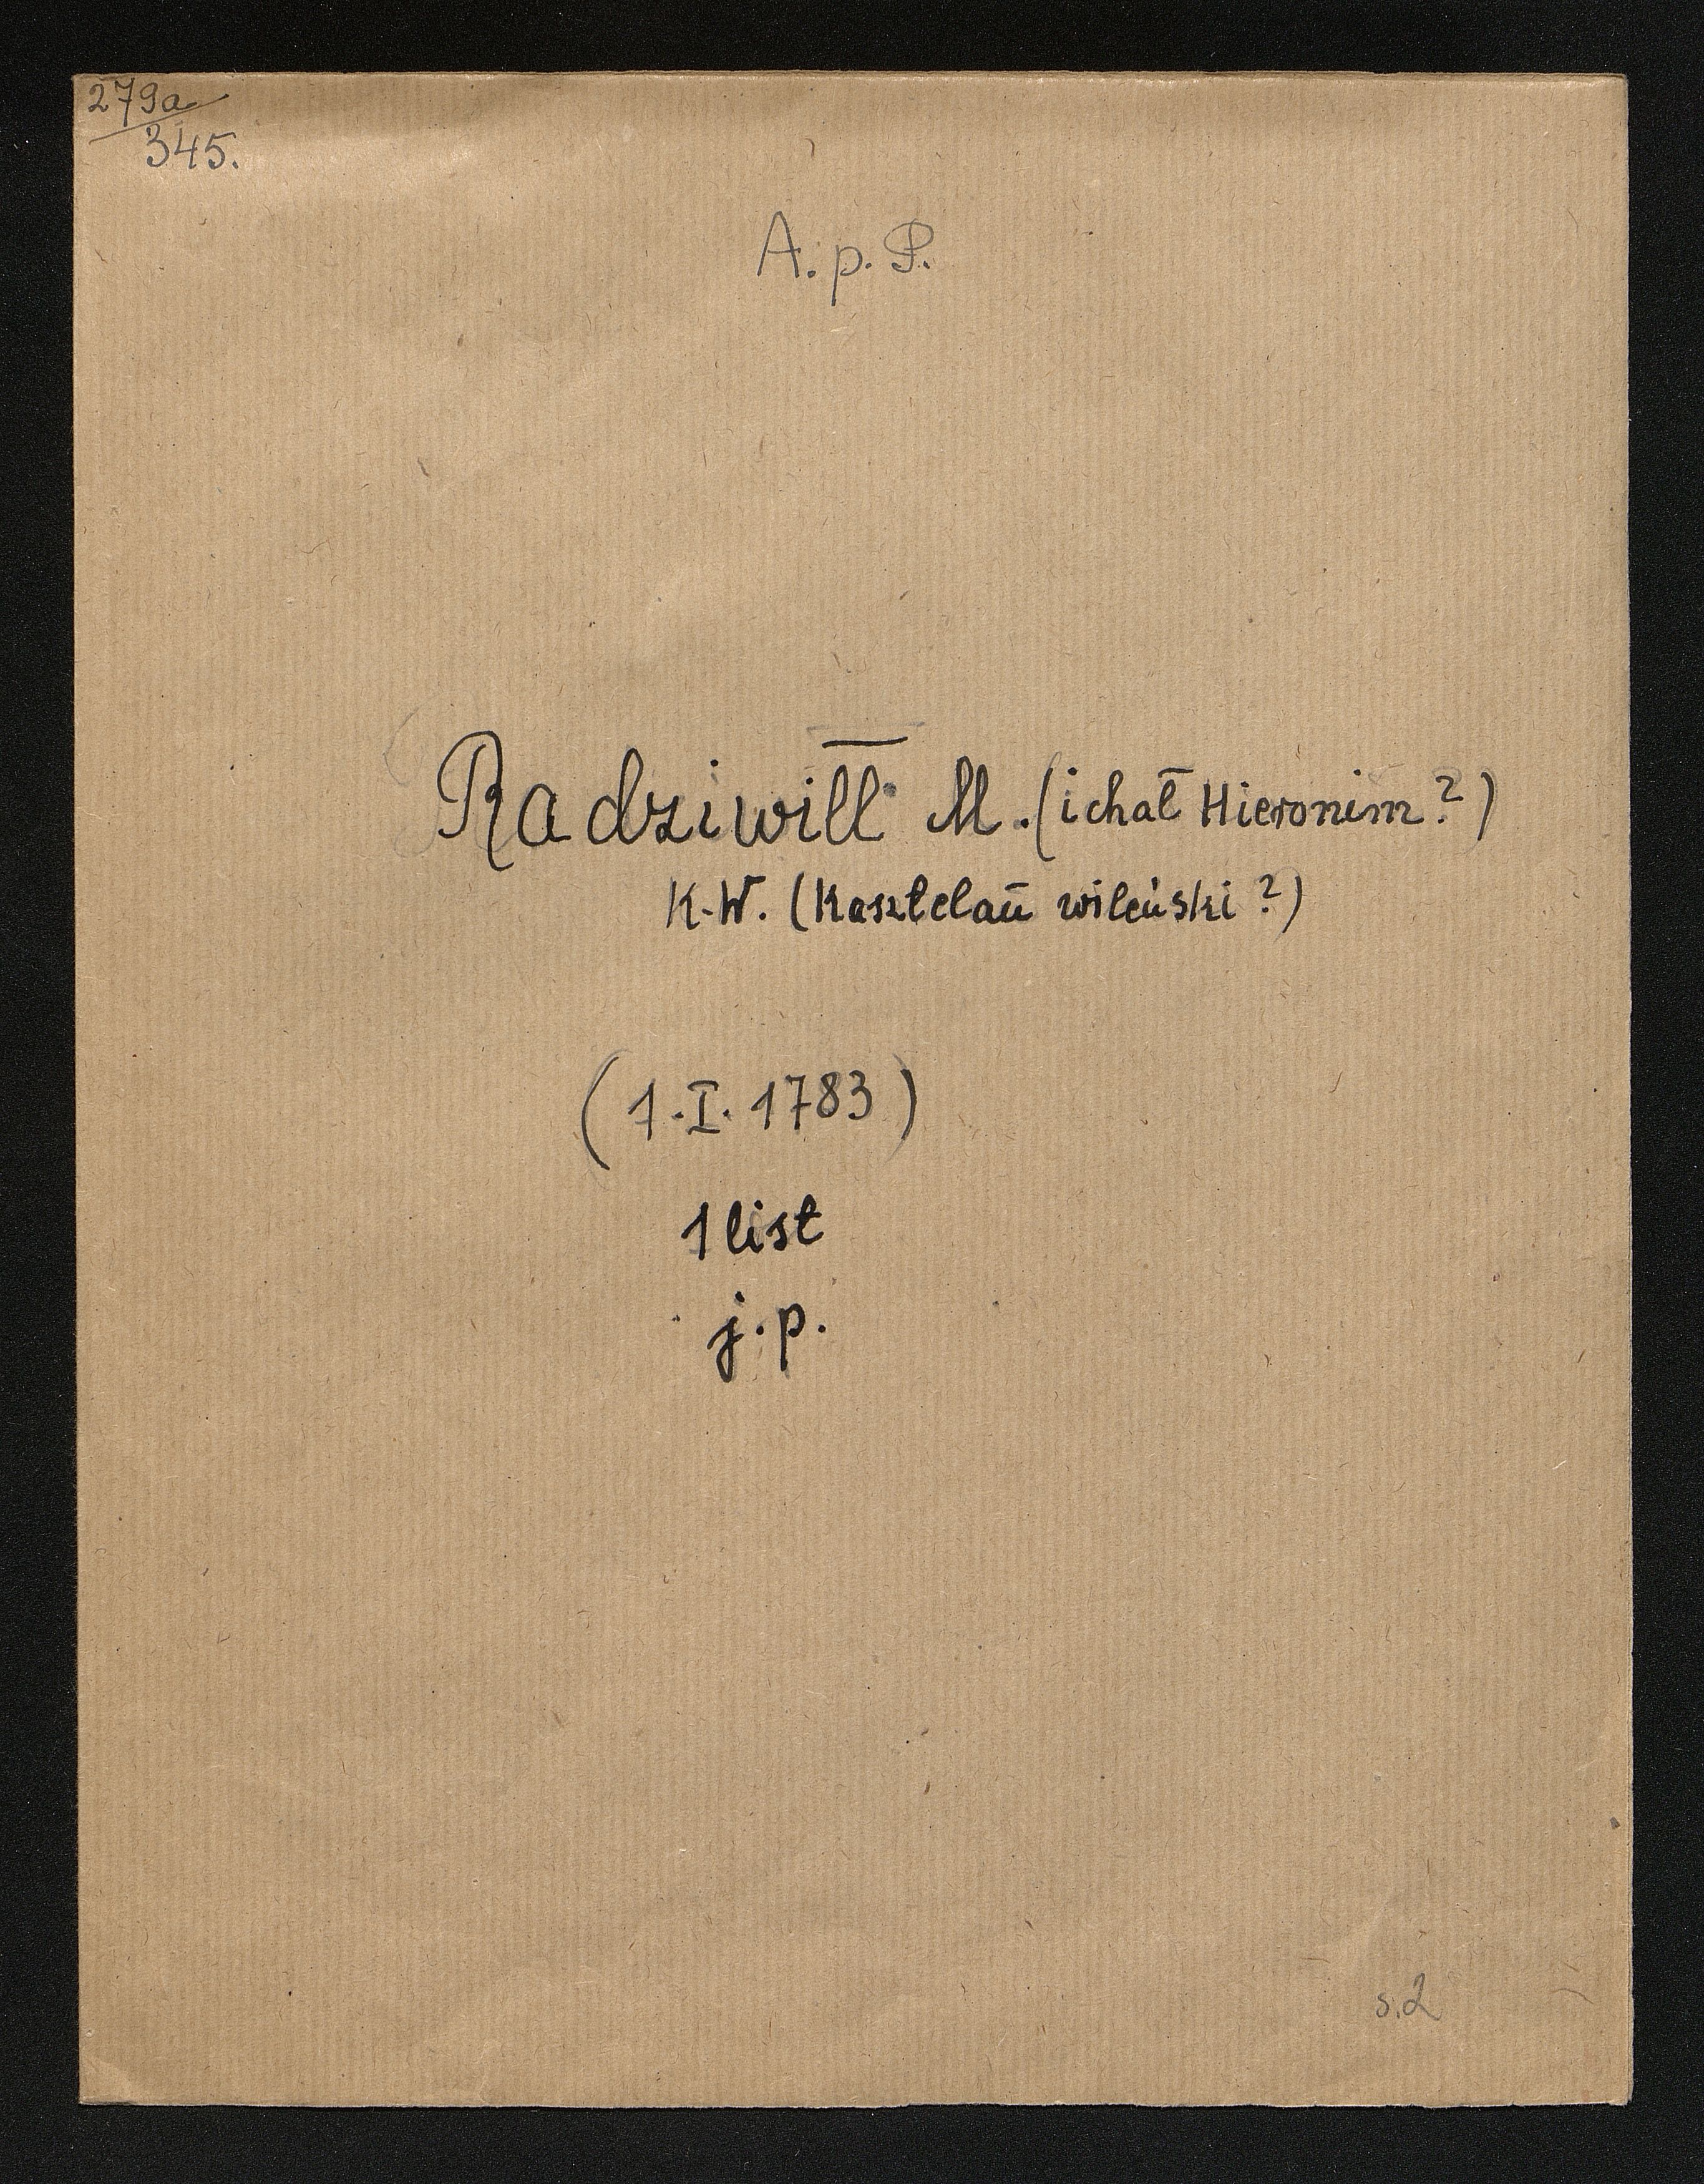 279a
345.
A. p. P.
Radziwiłł M. (ichał Hieronim?)
K. W. (Kasztelan wileński?)
(1. I. 1783)
1 list
j. p.
s. 2